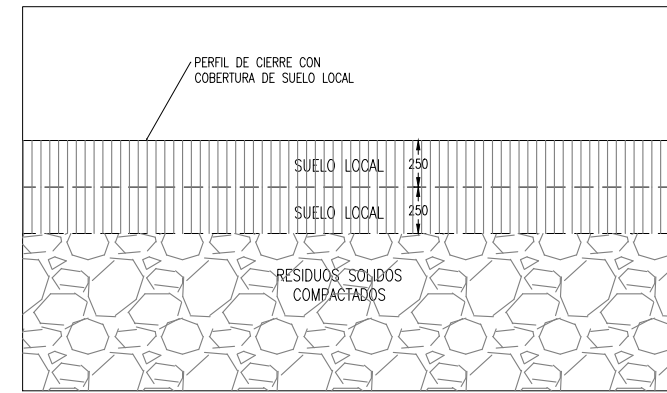 PERFIL DE CIERRE CON
COBERTURA DE SUELO LOCAL
SUELO LOCAL 250
SUELO LOCAL 250
RESIDUOS SOLIDOS
COMPACTADOS